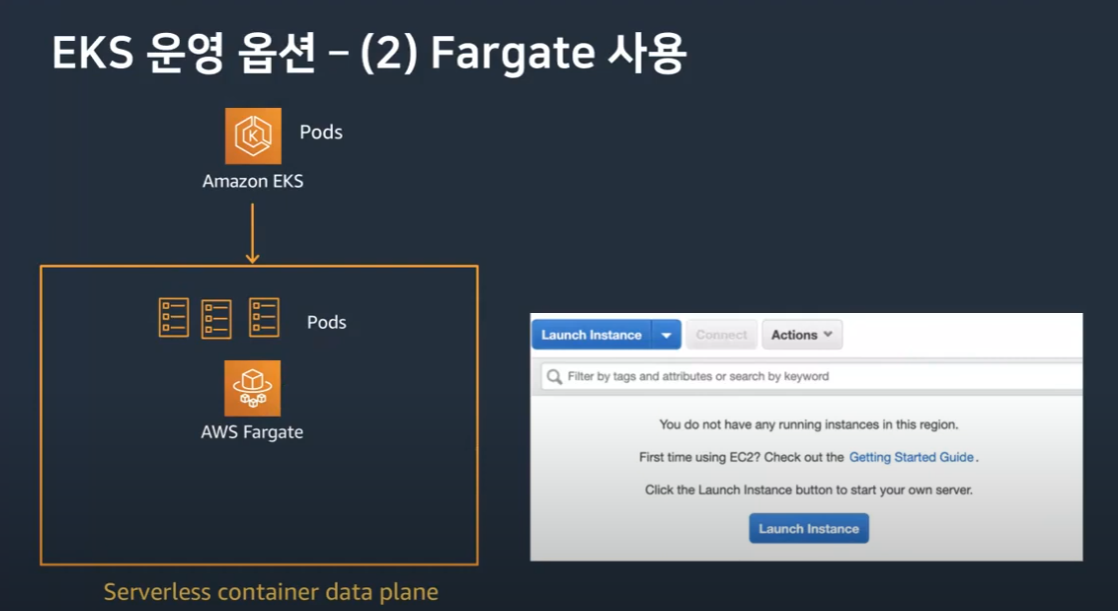 EKS 운영 옵션 – (2) Fargate 사용
Pods
Amazon EKS
Pods
AWS Fargate
Serverless container data plane
Launch Instance
Connect
Actions
Filter by tags and attributes or search by keyword
You do not have any running instances in this region.
First time using EC2? Check out the Getting Started Guide.
Click the Launch Instance button to start your own server.
Launch Instance